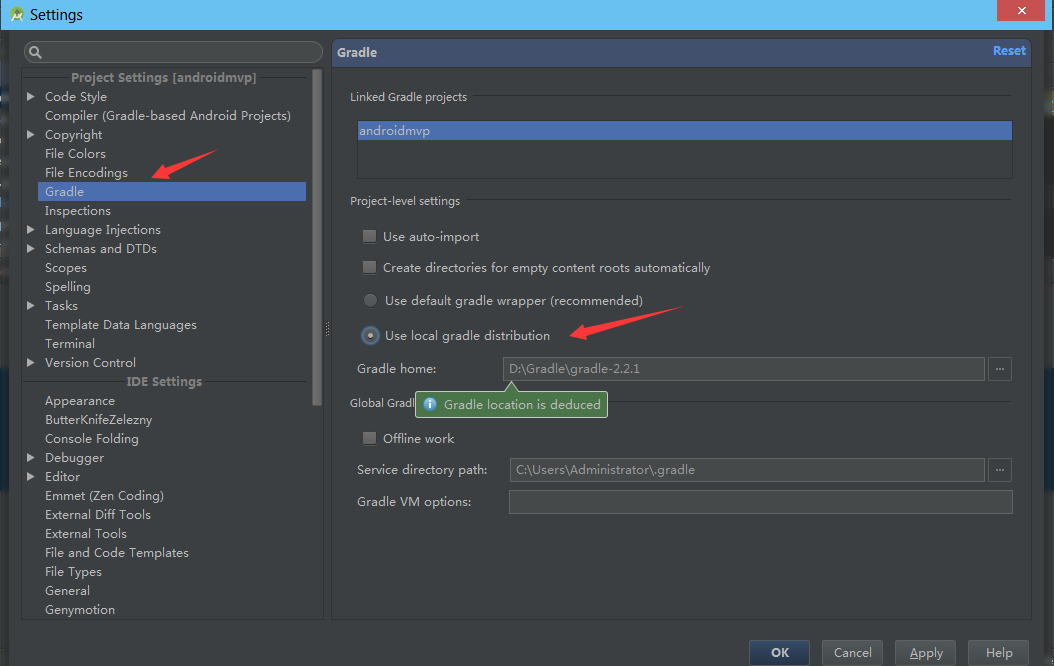 Settings
Project Settings [androidmvp]
Code Style
Compiler (Gradle-based Android Projects)
Copyright
File Colors
File Encodings
Gradle
Inspections
Language Injections
Schemas and DTDs
Scopes
Spelling
Tasks
Template Data Languages
Terminal
Version Control
IDE Settings
Appearance
ButterKnifeZelezny
Console Folding
Debugger
Editor
Emmet (Zen Coding)
External Diff Tools
External Tools
File and Code Templates
File Types
General
Genymotion
Gradle
Reset
Linked Gradle projects
androidmvp
Project-level settings
Use auto-import
Create directories for empty content roots automatically
Use default gradle wrapper (recommended)
Use local gradle distribution
Gradle home: D:\Gradle\gradle-2.2.1 ...
Global Gradl
Gradle location is deduced
Offline work
Service directory path: C:\Users\Administrator\.gradle ...
Gradle VM options:
OK Cancel Apply Help